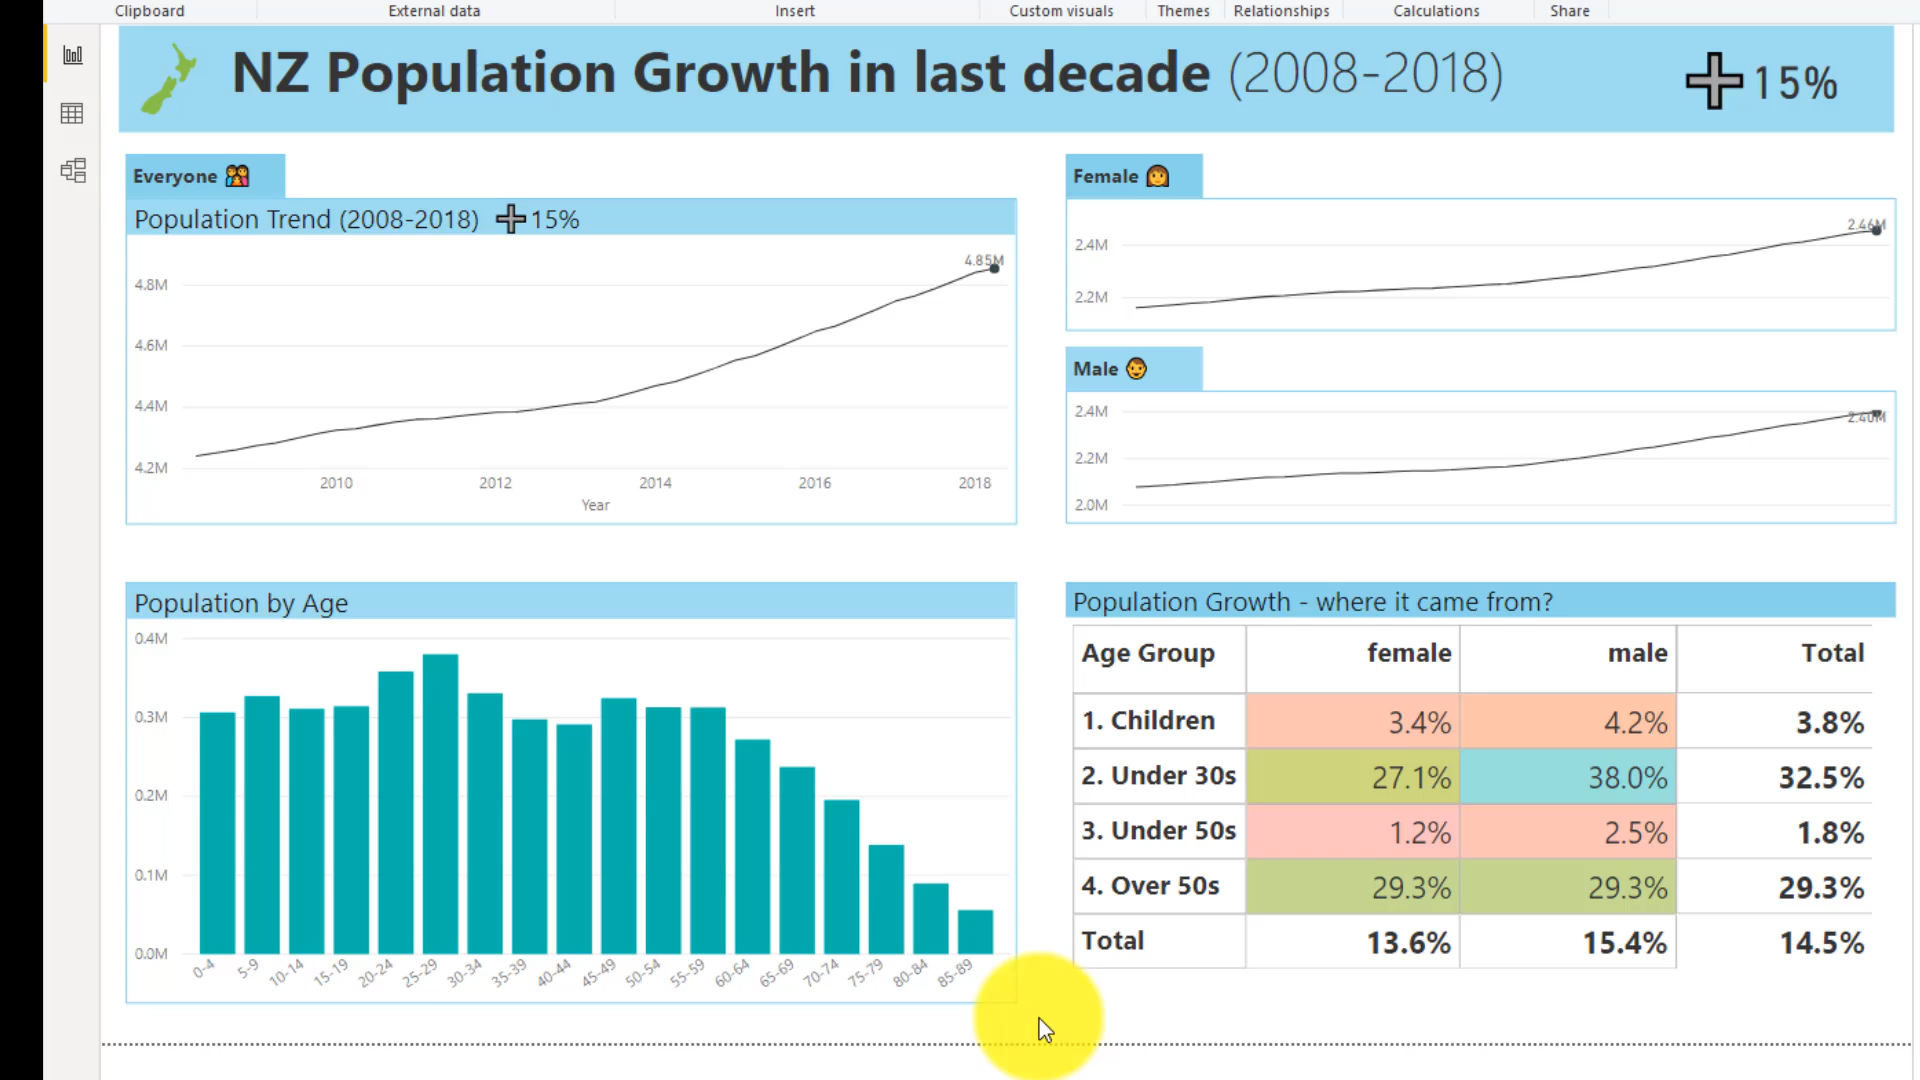 Clipboard External data Insert Custom visuals Themes Relationships Calculations Share
NZ Population Growth in last decade (2008-2018)
15%
Everyone
Population Trend (2008-2018) 15%
4.85M
4.8M
4.6M
4.4M
4.2M
2010 2012 2014 2016 2018
Year
Female
2.46M
2.4M
2.2M
Male
2.4M
2.40M
2.2M
2.0M
Population by Age
0.4M
0.3M
0.2M
0.1M
0.0M
0-4 5-9 10-14 15-19 20-24 25-29 30-34 35-39 40-44 45-49 50-54 55-59 60-64 65-69 70-74 75-79 80-84 85-89
Population Growth - where it came from?
Age Group female male Total
1. Children 3.4% 4.2% 3.8%
2. Under 30s 27.1% 38.0% 32.5%
3. Under 50s 1.2% 2.5% 1.8%
4. Over 50s 29.3% 29.3% 29.3%
Total 13.6% 15.4% 14.5%